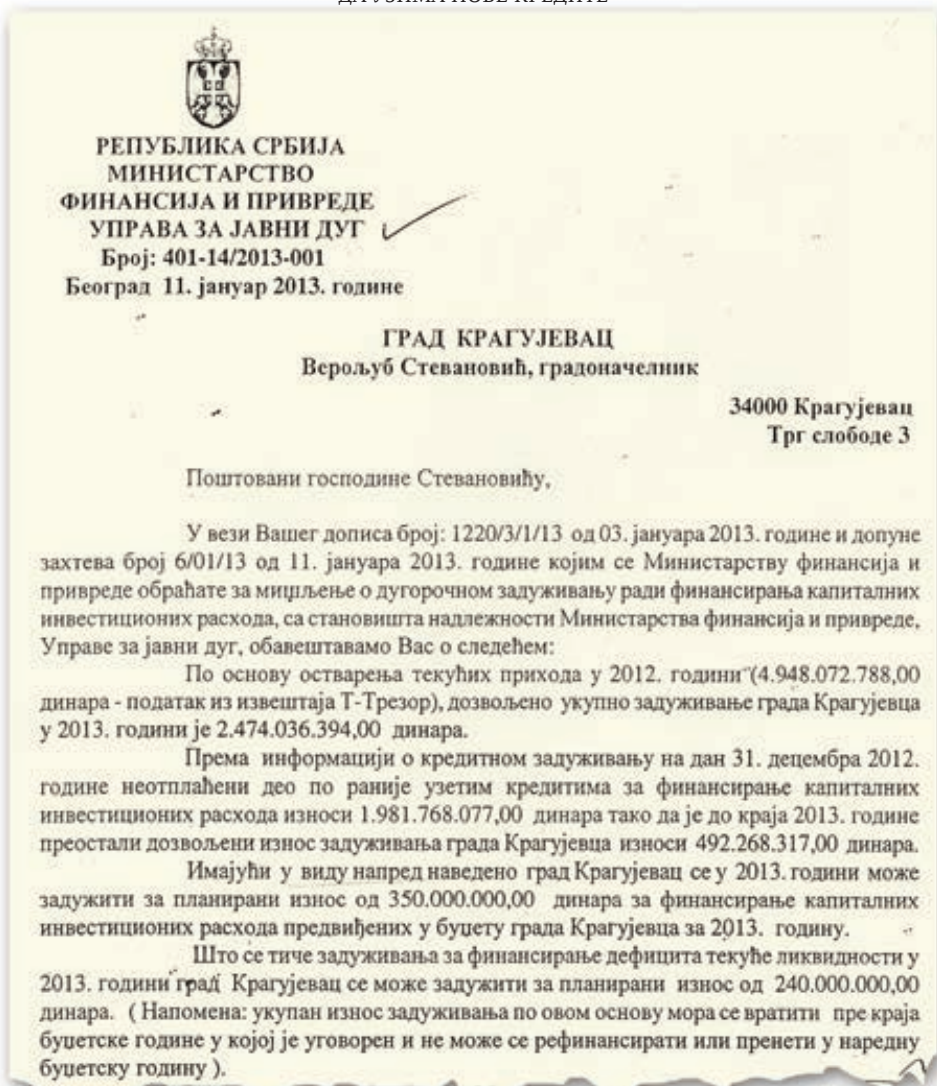 ДА УЗИМА НОВЕ КРЕДИТЕ
РЕПУБЛИКА СРБИЈА
МИНИСТАРСТВО
ФИНАНСИЈА И ПРИВРЕДЕ
УПРАВА ЗА ЈАВНИ ДУГ
Број: 401-14/2013-001
Београд 11. јануар 2013. године
ГРАД КРАГУЈЕВАЦ
Верољуб Стевановић, градоначелник
34000 Крагујевац
Трг слободе 3
Поштовани господине Стевановићу,
У вези Вашег дописа број: 1220/3/1/13 од 03. јануара 2013. године и допуне
захтева број 6/01/13 од 11. јануара 2013. године којим се Министарству финансија и
привреде обраћате за мишљење о дугорочном задуживању ради финансирања капиталних
инвестиционих расхода, са становишта надлежности Министарства финансија и привреде,
Управе за јавни дуг, обавештавамо Вас о следећем:
По основу остварења текућих прихода у 2012. години (4.948.072.788,00
динара - податак из извештаја Т-Трезор), дозвољено укупно задуживање града Крагујевца
у 2013. години је 2.474.036.394,00 динара.
Према информацији о кредитном задуживању на дан 31. децембра 2012.
године неотплаћени део по раније узетим кредитима за финансирање капиталних
инвестиционих расхода износи 1.981.768.077,00 динара тако да је до краја 2013. године
преостали дозвољени износ задуживања града Крагујевца износи 492.268.317,00 динара.
Имајући у виду напред наведено град Крагујевац се у 2013. години може
задужити за планирани износ од 350.000.000,00 динара за финансирање капиталних
инвестиционих расхода предвиђених у буџету града Крагујевца за 2013. годину.
Што се тиче задуживања за финансирање дефицита текуће ликвидности у
2013. години град Крагујевац се може задужити за планирани износ од 240.000.000,00
динара. ( Напомена: укупан износ задуживања по овом основу мора се вратити пре краја
буџетске године у којој је уговорен и не може се рефинансирати или пренети у наредну
буџетску годину ).